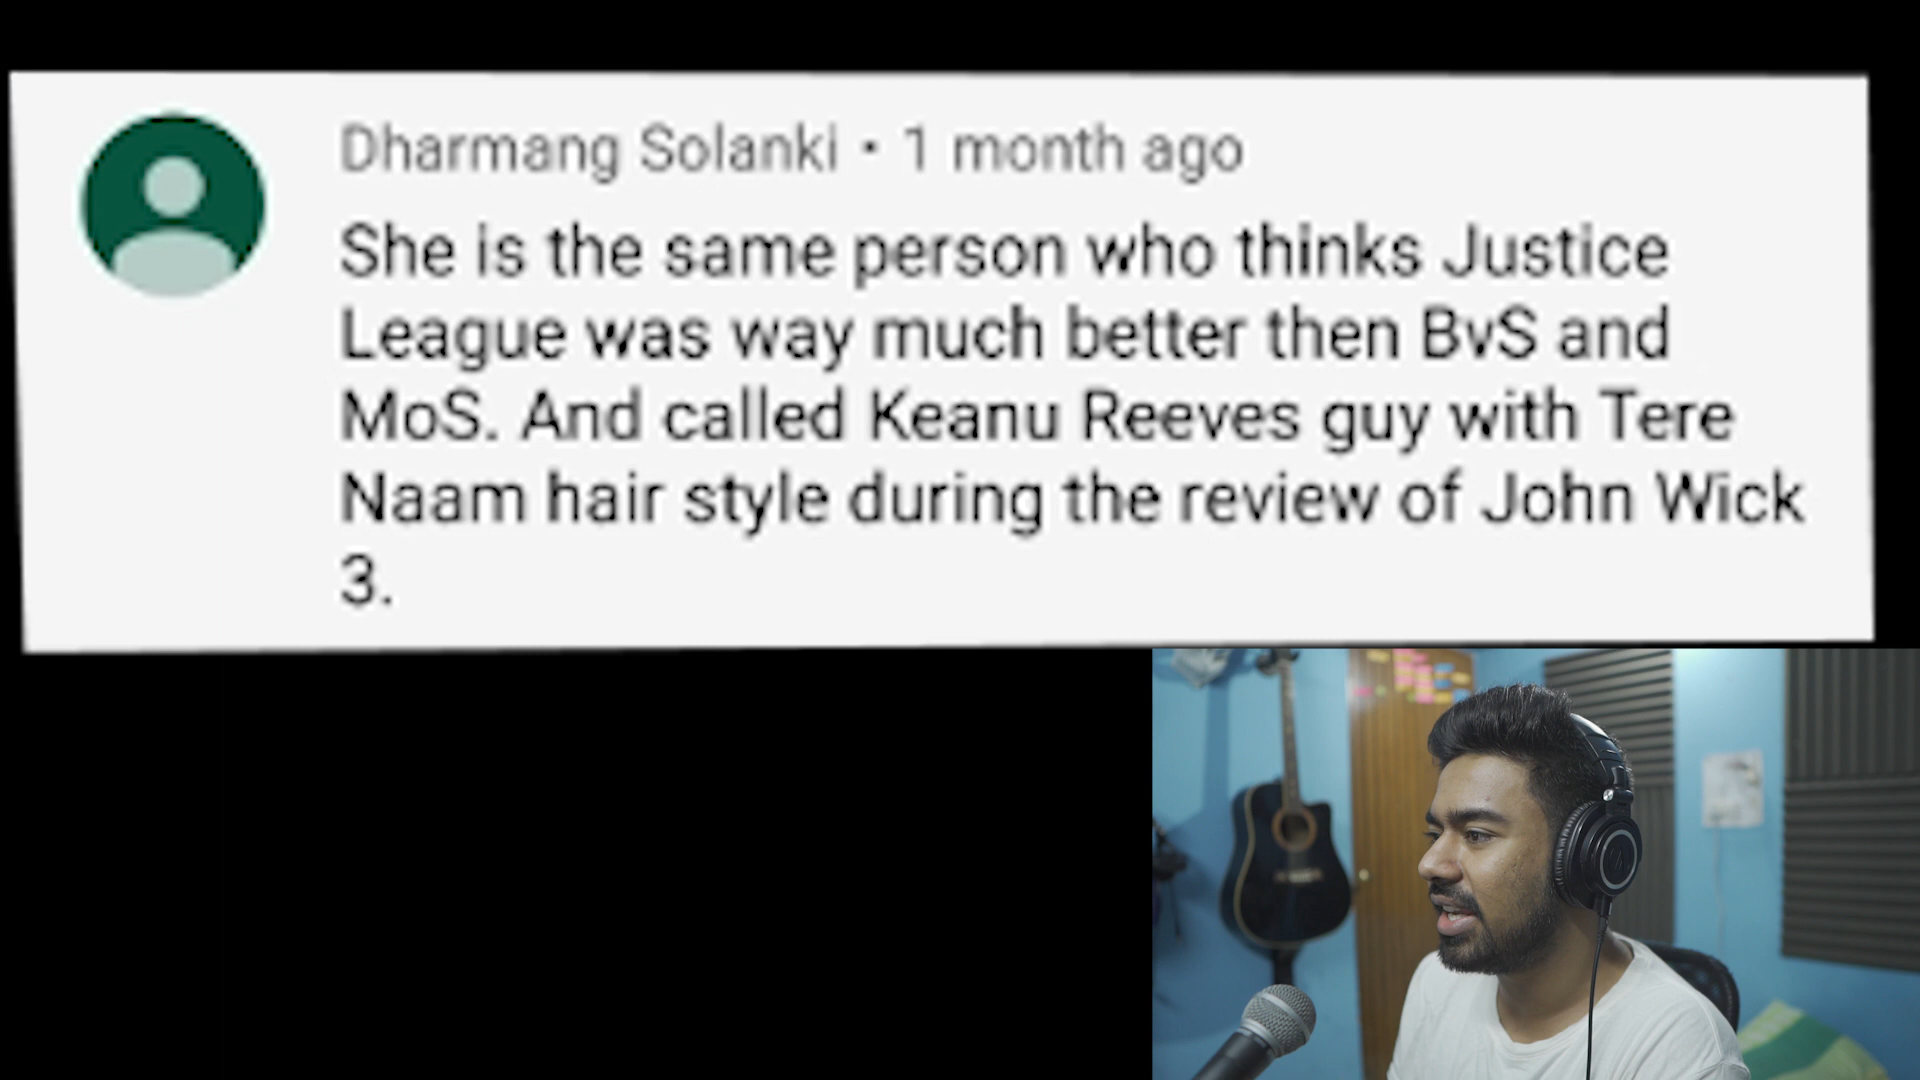 Dharmang Solanki • 1 month ago
She is the same person who thinks Justice
League was way much better then BvS and
MoS. And called Keanu Reeves guy with Tere
Naam hair style during the review of John Wick
3.